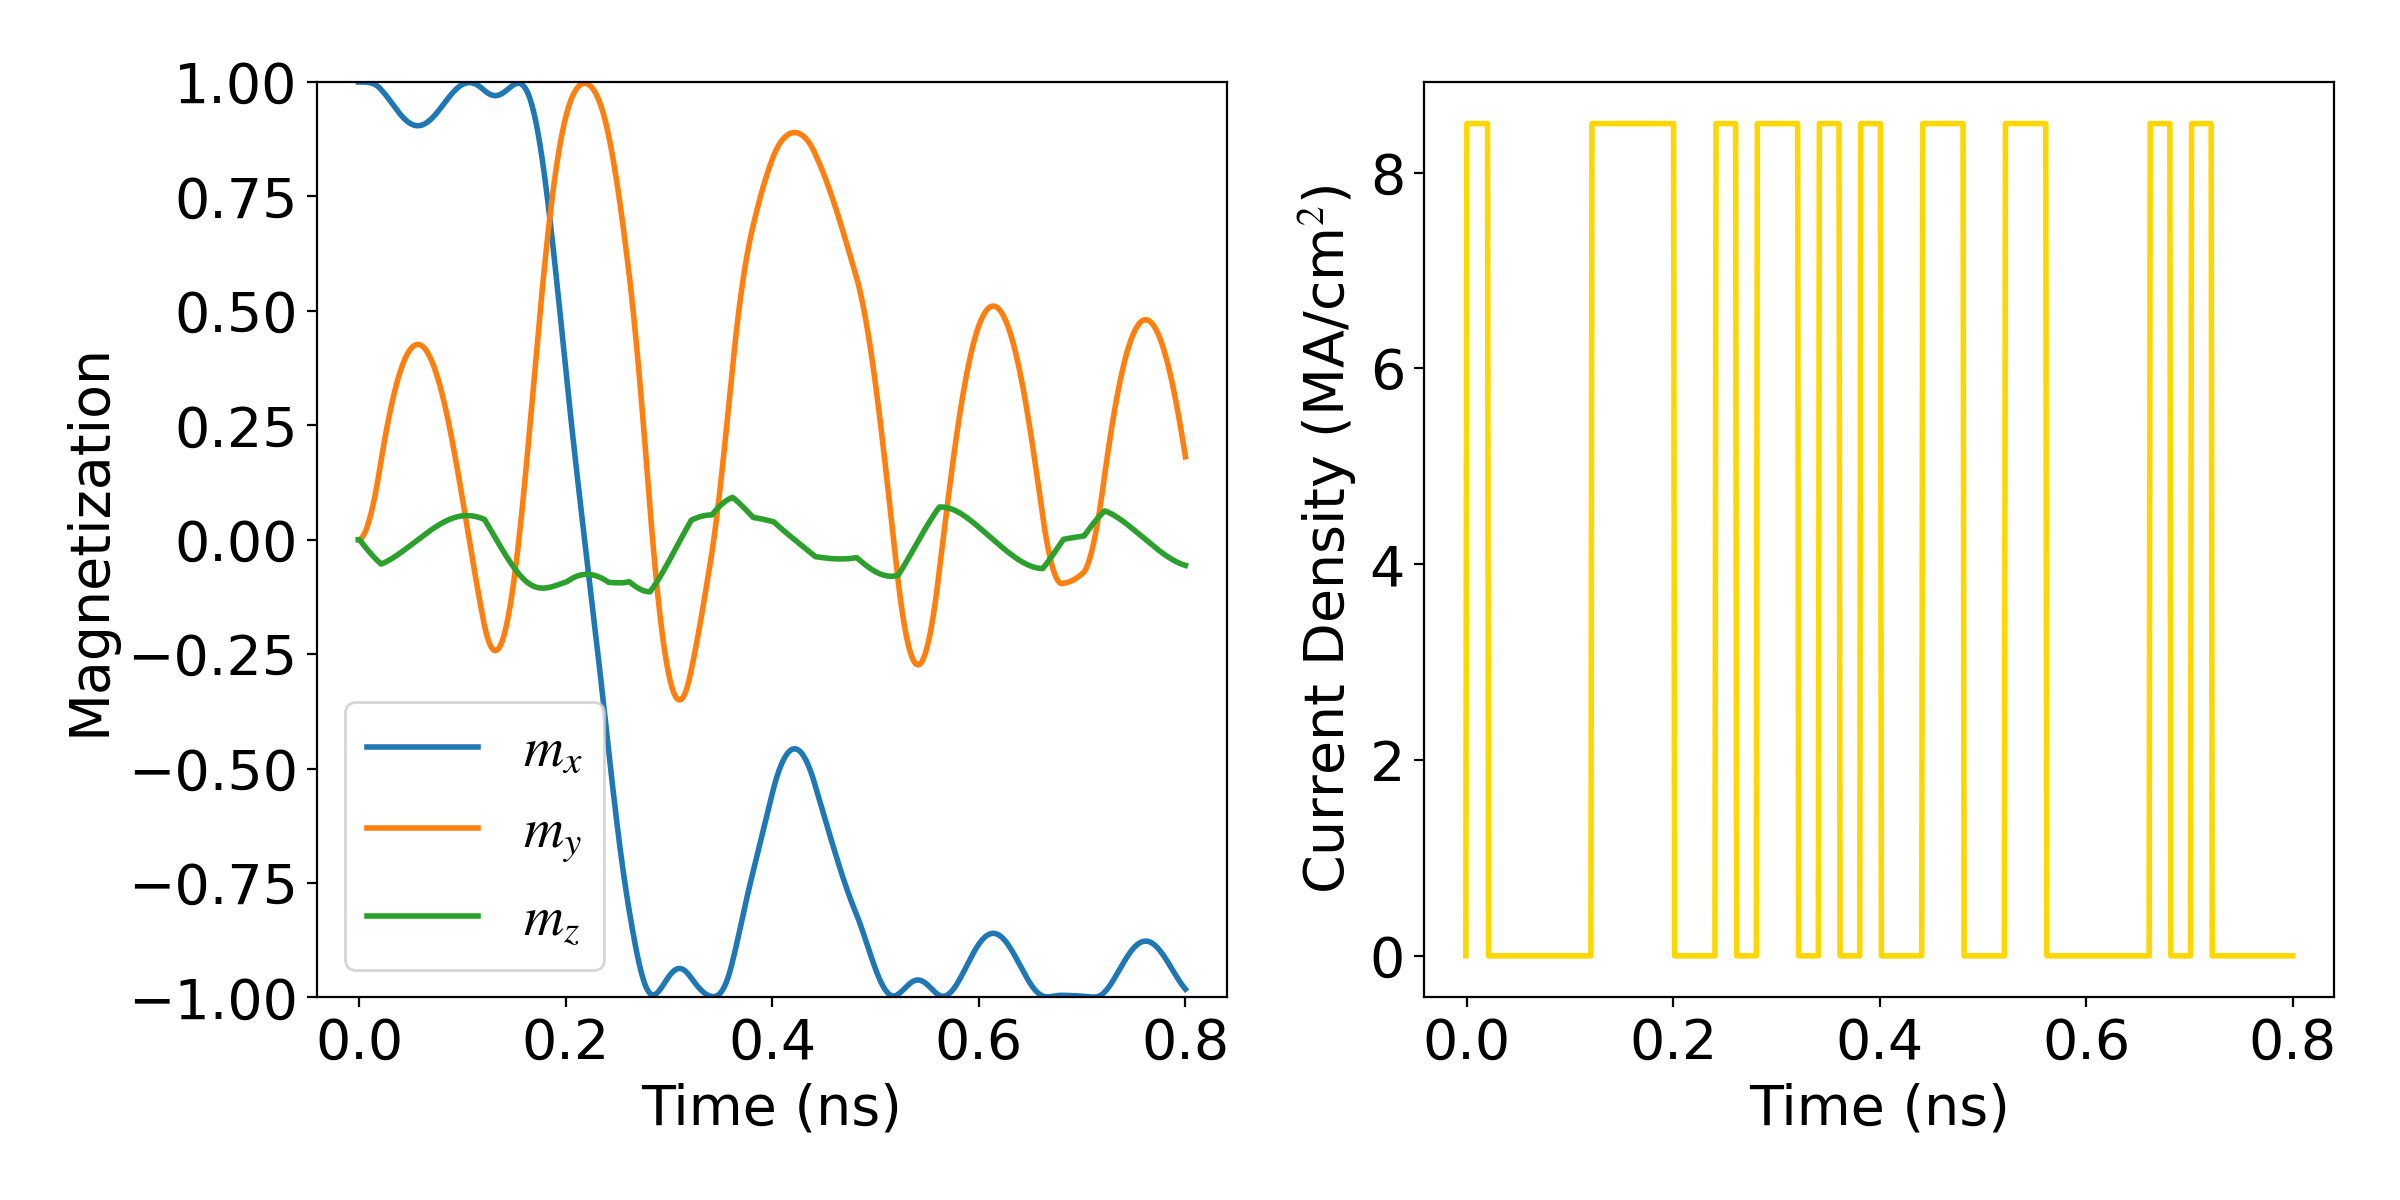 Magnetization
1.00
0.75
0.50
0.25
0.00
−0.25
−0.50
−0.75
−1.00
m_x
m_y
m_z
0.0 0.2 0.4 0.6 0.8
Time (ns)
Current Density (MA/cm²)
8
6
4
2
0
0.0 0.2 0.4 0.6 0.8
Time (ns)